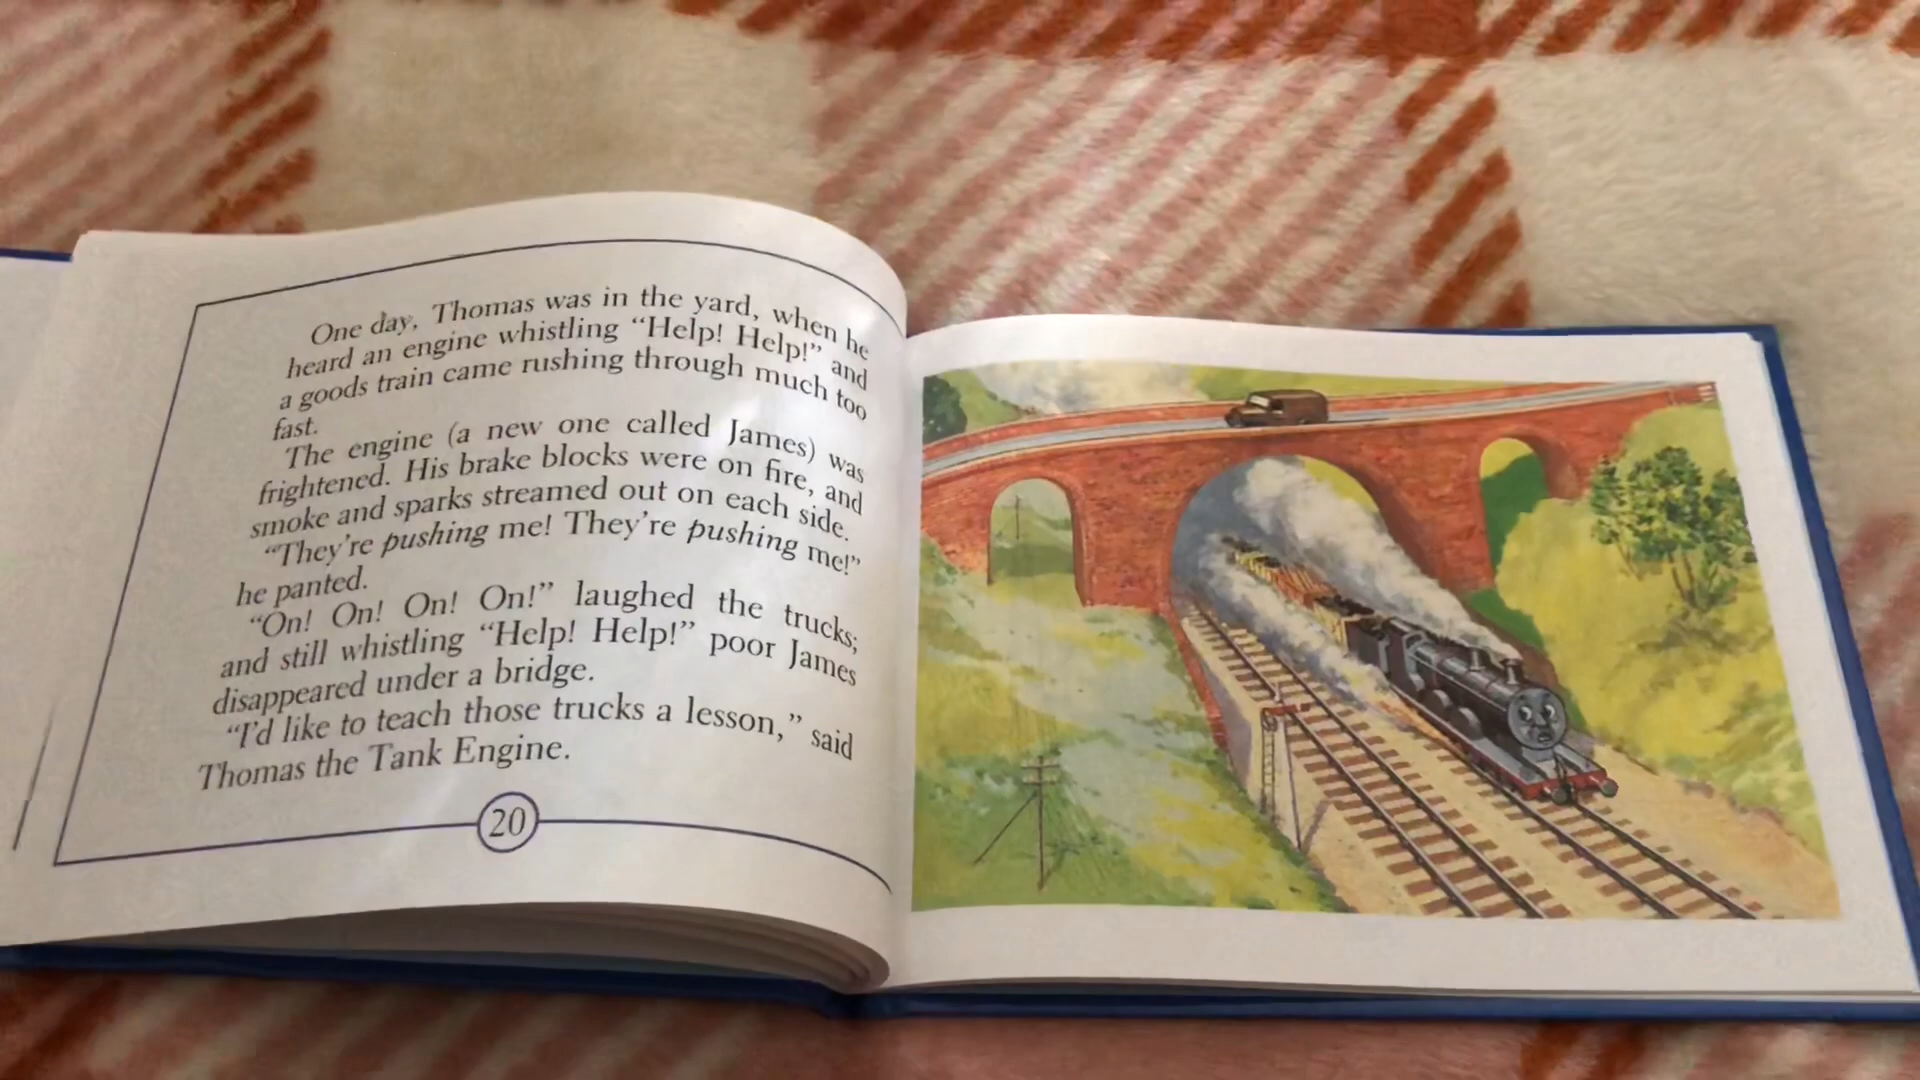 One day, Thomas was in the yard, when he
heard an engine whistling “Help! Help!” and
a goods train came rushing through much too
fast.
The engine (a new one called James) was
frightened. His brake blocks were on fire, and
smoke and sparks streamed out on each side.
“They’re pushing me! They’re pushing me!”
he panted.
“On! On! On! On!” laughed the trucks;
and still whistling “Help! Help!” poor James
disappeared under a bridge.
“I’d like to teach those trucks a lesson,” said
Thomas the Tank Engine.
20